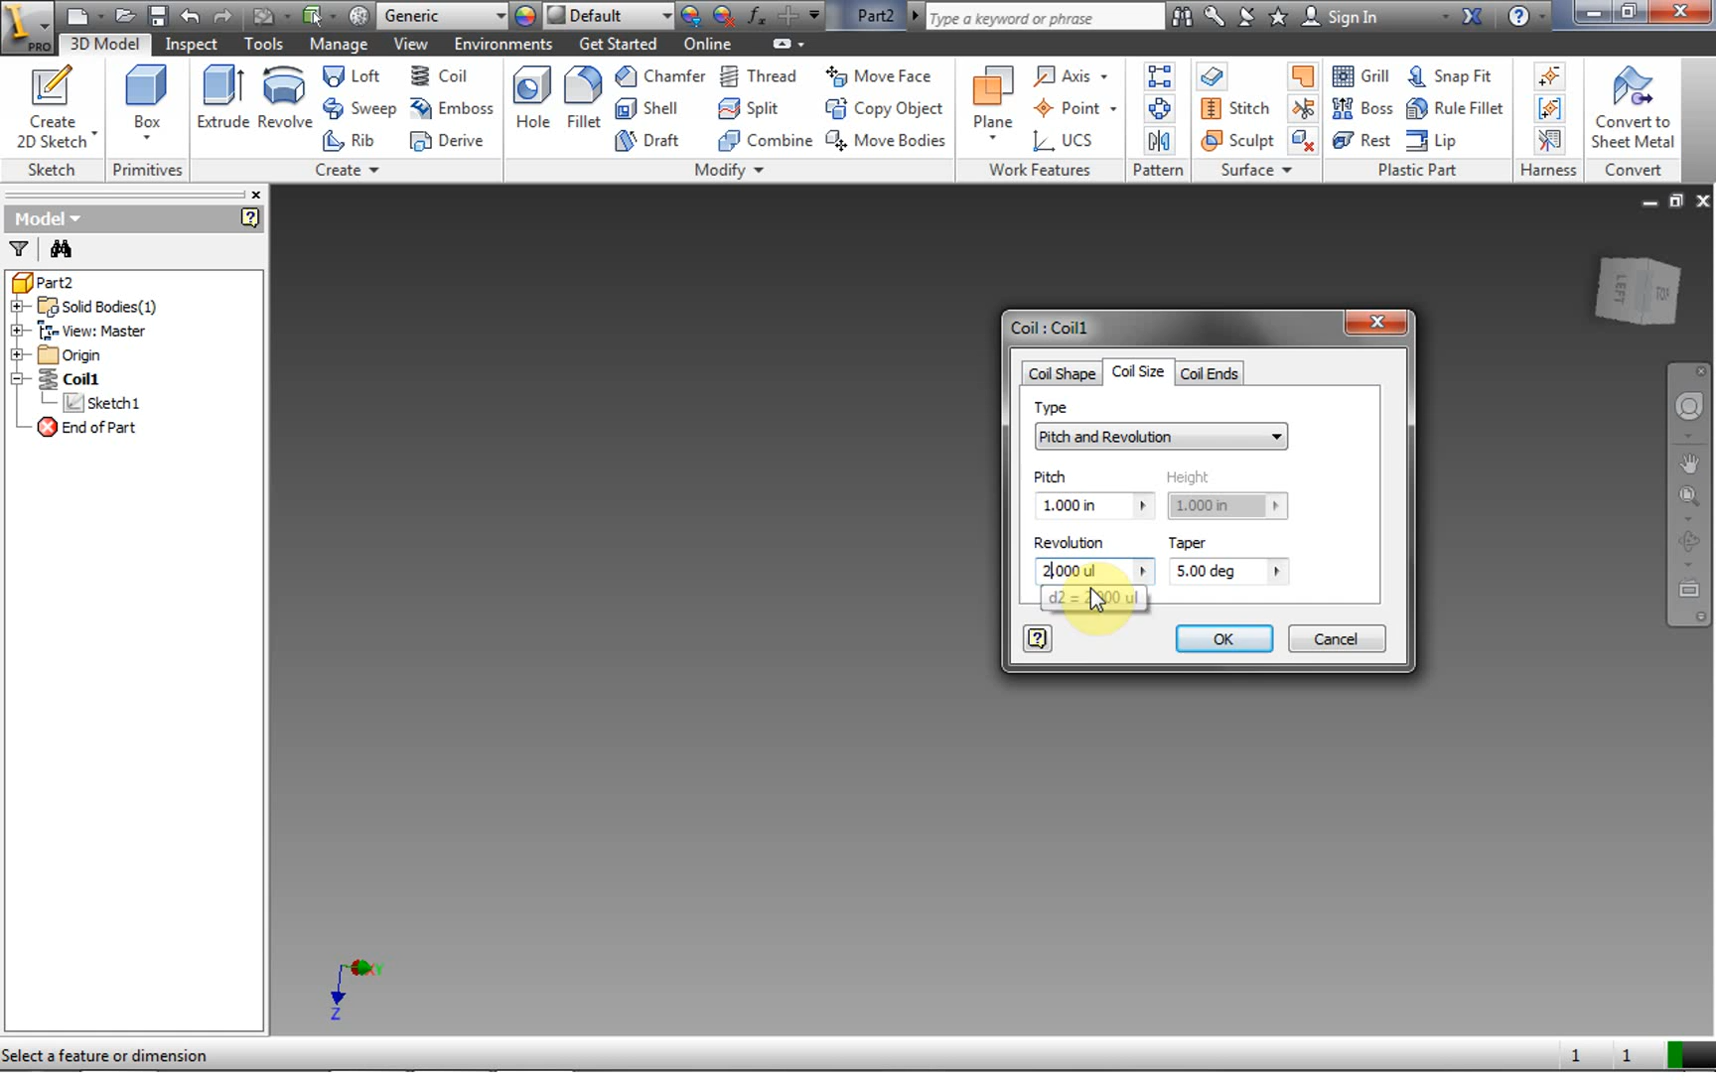 PRO
Generic
Default
fx
Part2
Type a keyword or phrase
Sign In
3D Model
Inspect
Tools
Manage
View
Environments
Get Started
Online
Create
2D Sketch
Box
Extrude
Revolve
Loft
Sweep
Rib
Coil
Emboss
Derive
Hole
Fillet
Chamfer
Shell
Draft
Thread
Split
Combine
Move Face
Copy Object
Move Bodies
Plane
Axis
Point
UCS
Stitch
Sculpt
Grill
Boss
Rest
Snap Fit
Rule Fillet
Lip
Convert to
Sheet Metal
Sketch
Primitives
Create
Modify
Work Features
Pattern
Surface
Plastic Part
Harness
Convert
Model
Part2
Solid Bodies(1)
View: Master
Origin
Coil1
Sketch1
End of Part
LEFT
TOP
Coil : Coil1
Coil Shape
Coil Size
Coil Ends
Type
Pitch and Revolution
Pitch
Height
1.000 in
1.000 in
Revolution
Taper
2.000 ul
5.00 deg
d2 = 2.000 ul
OK
Cancel
Y
Z
Select a feature or dimension
1
1